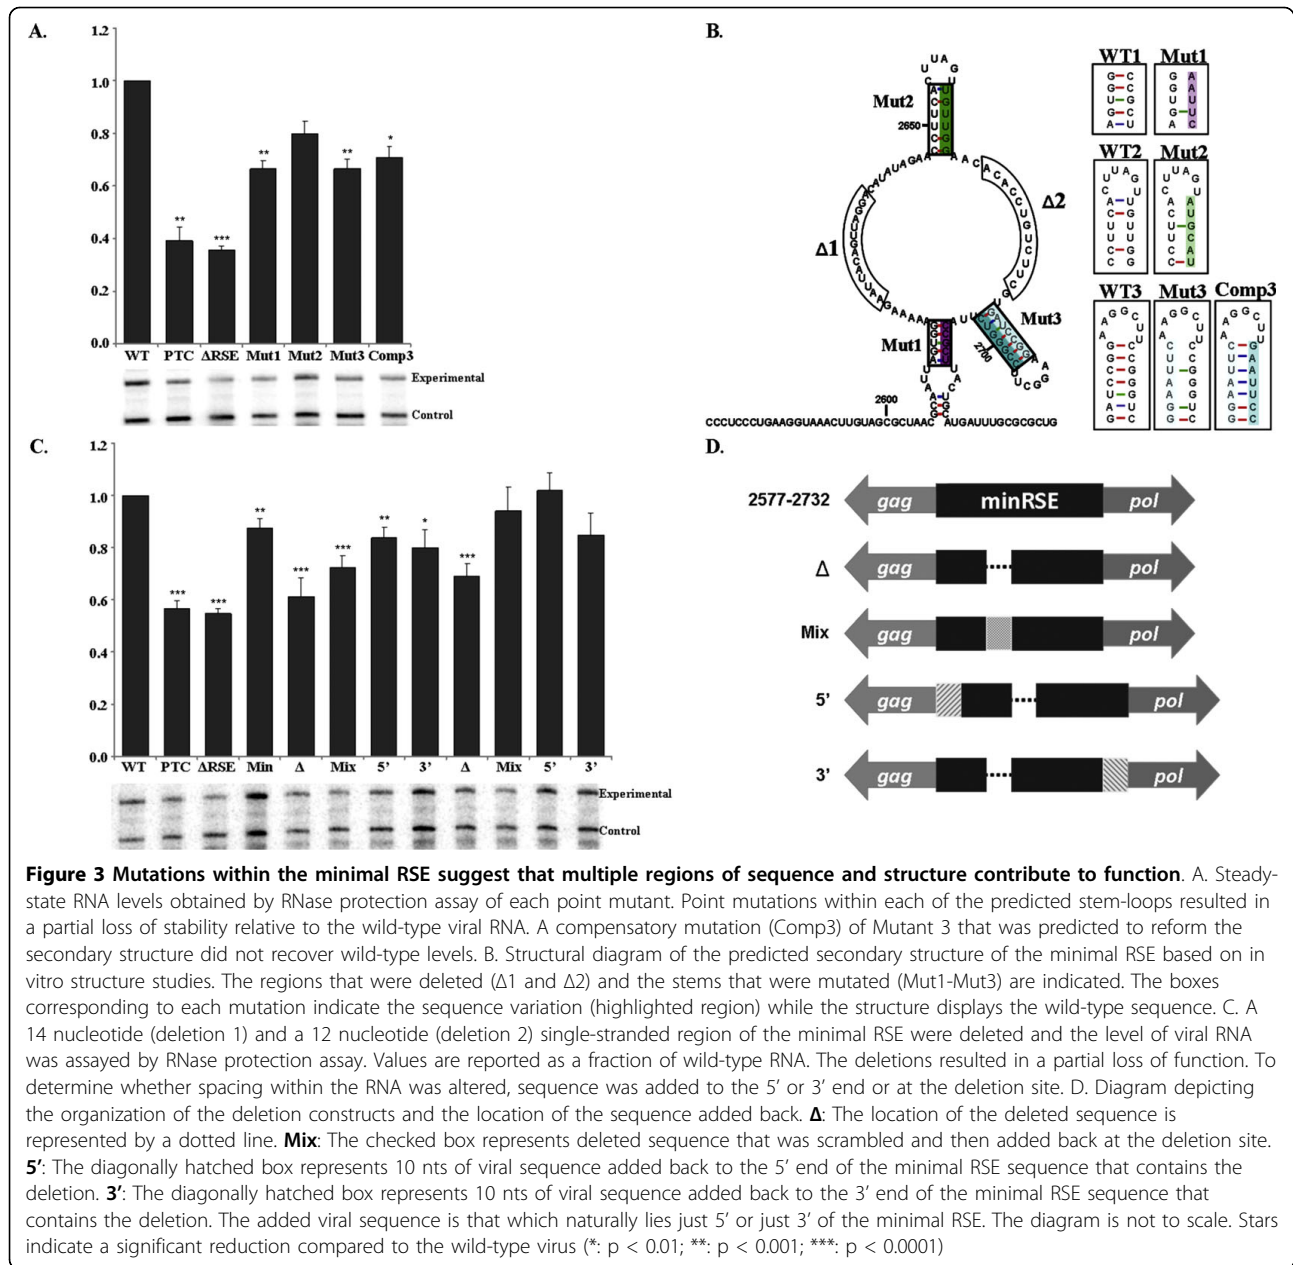 A.
1.2
1.0
0.8
0.6
0.4
0.2
0.0
** *** ** ** *
WT PTC ΔRSE Mut1 Mut2 Mut3 Comp3
Experimental
Control
B.
Mut2
2650
Δ1
Δ2
Mut1
Mut3
2700
2600
CCCUCCCUGAAGGUAAACUUGUAGCGCUAAC
AUGAUUUGCGCGCUG
WT1 Mut1
WT2 Mut2
WT3 Mut3 Comp3
C.
1.2
1.0
0.8
0.6
0.4
0.2
0.0
*** *** ** *** *** ** * ***
WT PTC ΔRSE Min Δ Mix 5’ 3’ Δ Mix 5’ 3’
Experimental
Control
D.
2577-2732 gag minRSE pol
Δ gag pol
Mix gag pol
5’ gag pol
3’ gag pol
Figure 3 Mutations within the minimal RSE suggest that multiple regions of sequence and structure contribute to function. A. Steady-
state RNA levels obtained by RNase protection assay of each point mutant. Point mutations within each of the predicted stem-loops resulted in
a partial loss of stability relative to the wild-type viral RNA. A compensatory mutation (Comp3) of Mutant 3 that was predicted to reform the
secondary structure did not recover wild-type levels. B. Structural diagram of the predicted secondary structure of the minimal RSE based on in
vitro structure studies. The regions that were deleted (Δ1 and Δ2) and the stems that were mutated (Mut1-Mut3) are indicated. The boxes
corresponding to each mutation indicate the sequence variation (highlighted region) while the structure displays the wild-type sequence. C. A
14 nucleotide (deletion 1) and a 12 nucleotide (deletion 2) single-stranded region of the minimal RSE were deleted and the level of viral RNA
was assayed by RNase protection assay. Values are reported as a fraction of wild-type RNA. The deletions resulted in a partial loss of function. To
determine whether spacing within the RNA was altered, sequence was added to the 5’ or 3’ end or at the deletion site. D. Diagram depicting
the organization of the deletion constructs and the location of the sequence added back. Δ: The location of the deleted sequence is
represented by a dotted line. Mix: The checked box represents deleted sequence that was scrambled and then added back at the deletion site.
5’: The diagonally hatched box represents 10 nts of viral sequence added back to the 5’ end of the minimal RSE sequence that contains the
deletion. 3’: The diagonally hatched box represents 10 nts of viral sequence added back to the 3’ end of the minimal RSE sequence that
contains the deletion. The added viral sequence is that which naturally lies just 5’ or just 3’ of the minimal RSE. The diagram is not to scale. Stars
indicate a significant reduction compared to the wild-type virus (*: p < 0.01; **: p < 0.001; ***: p < 0.0001)